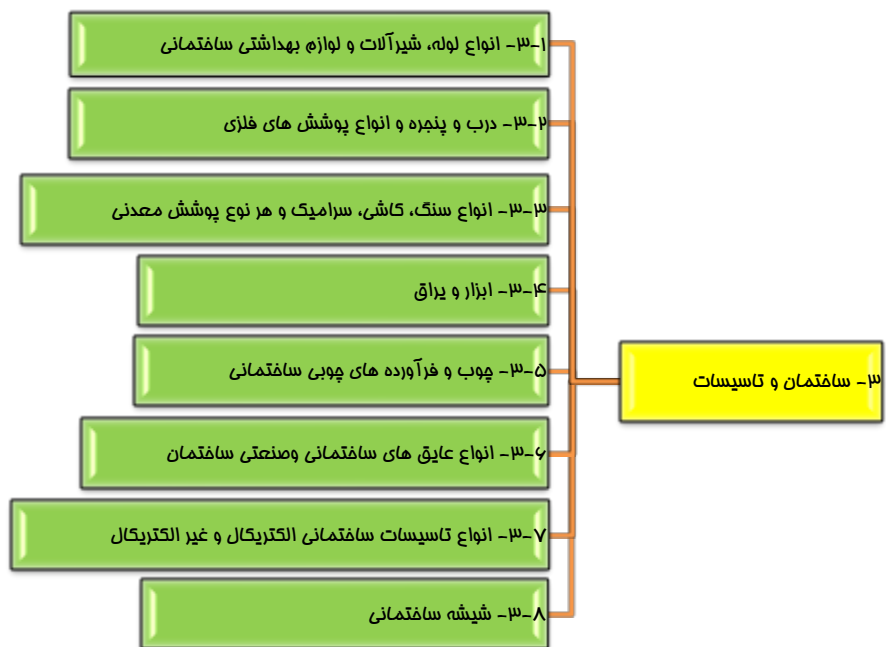 ۳- ساختمان و تاسیسات
۳-۱- انواع لوله، شیرآلات و لوازم بهداشتی ساختمانی
۳-۲- درب و پنجره و انواع پوشش های فلزی
۳-۳- انواع سنگ، کاشی، سرامیک و هر نوع پوشش معدنی
۳-۴- ابزار و یراق
۳-۵- چوب و فرآورده های چوبی ساختمانی
۳-۶- انواع عایق های ساختمانی وصنعتی ساختمان
۳-۷- انواع تاسیسات ساختمانی الکتریکال و غیر الکتریکال
۳-۸- شیشه ساختمانی